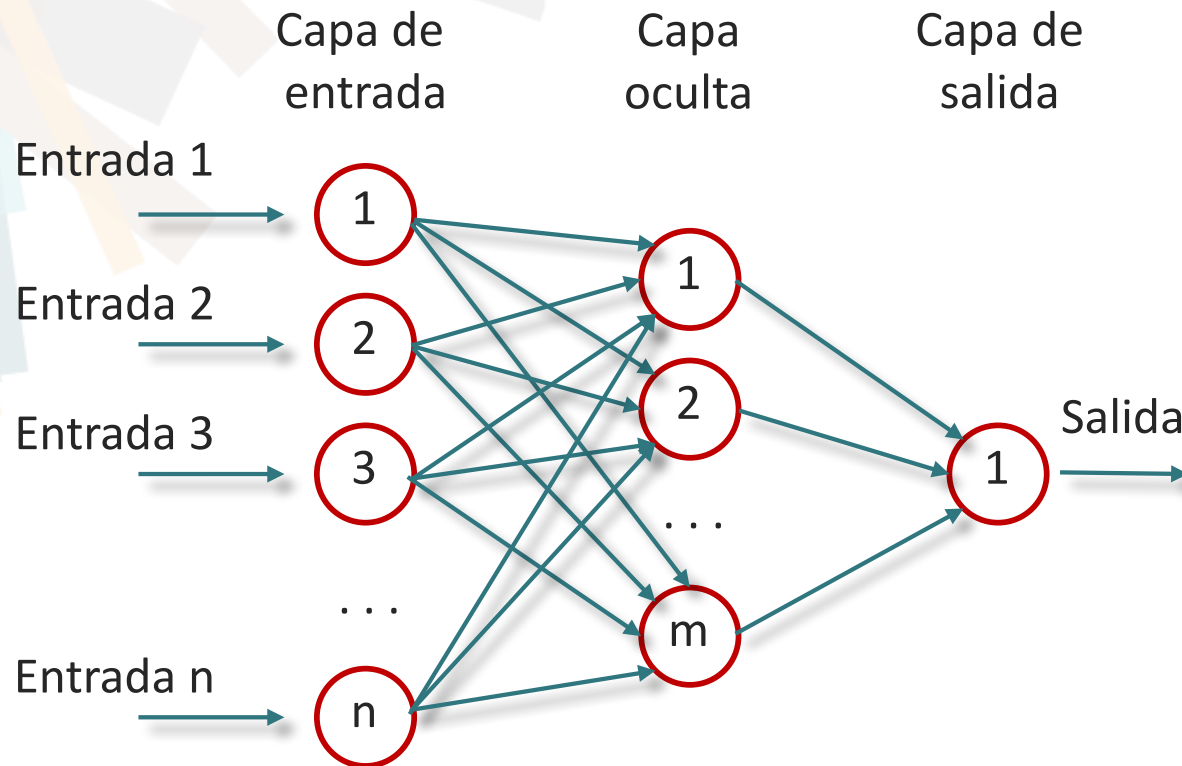 Capa de
entrada
Capa
oculta
Capa de
salida
Entrada 1
1
Entrada 2
2
Entrada 3
3
. . .
Entrada n
n
1
2
. . .
m
1
Salida